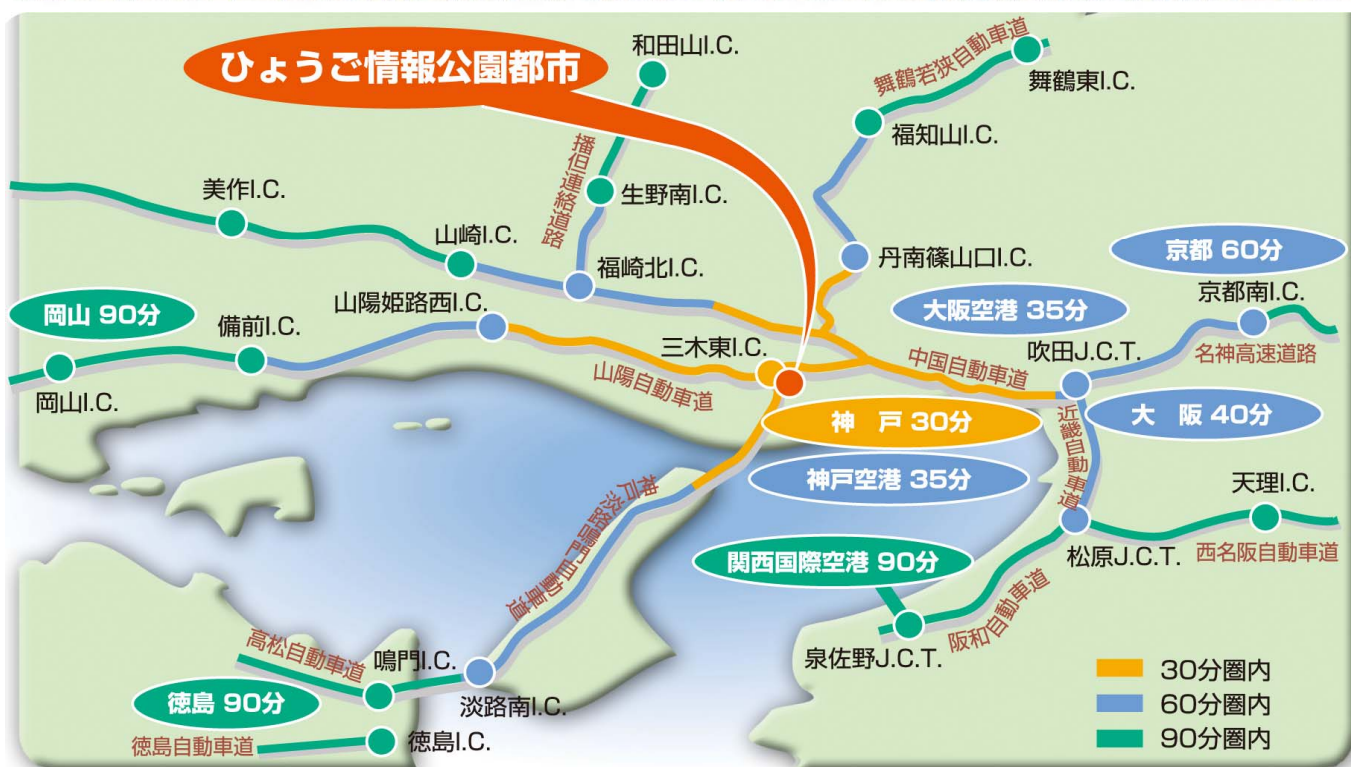 ひょうご情報公園都市
和田山I.C.
舞鶴若狭自動車道
舞鶴東I.C.
福知山I.C.
播但連絡道路
美作I.C.
生野南I.C.
山崎I.C.
福崎北I.C.
丹南篠山口I.C.
京都 60分
京都南I.C.
岡山 90分
備前I.C.
山陽姫路西I.C.
大阪空港 35分
三木東I.C.
吹田J.C.T.
名神高速道路
岡山I.C.
山陽自動車道
中国自動車道
神 戸 30分
大 阪 40分
近畿自動車道
神戸空港 35分
神戸淡路鳴門自動車道
天理I.C.
関西国際空港 90分
松原J.C.T.
西名阪自動車道
阪和自動車道
泉佐野J.C.T.
高松自動車道
鳴門I.C.
徳島 90分
淡路南I.C.
徳島自動車道
徳島I.C.
30分圏内
60分圏内
90分圏内